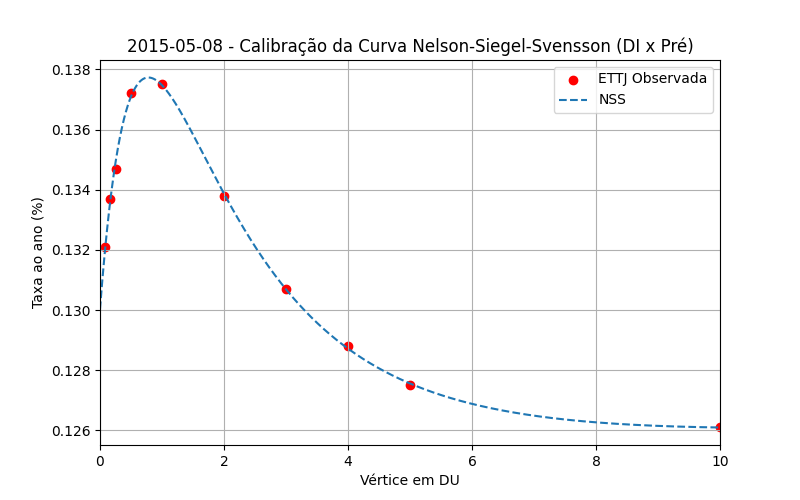 2015-05-08 - Calibração da Curva Nelson-Siegel-Svensson (DI x Pré)
ETTJ Observada
NSS
Taxa ao ano (%)
0.138
0.136
0.134
0.132
0.130
0.128
0.126
0 2 4 6 8 10
Vértice em DU